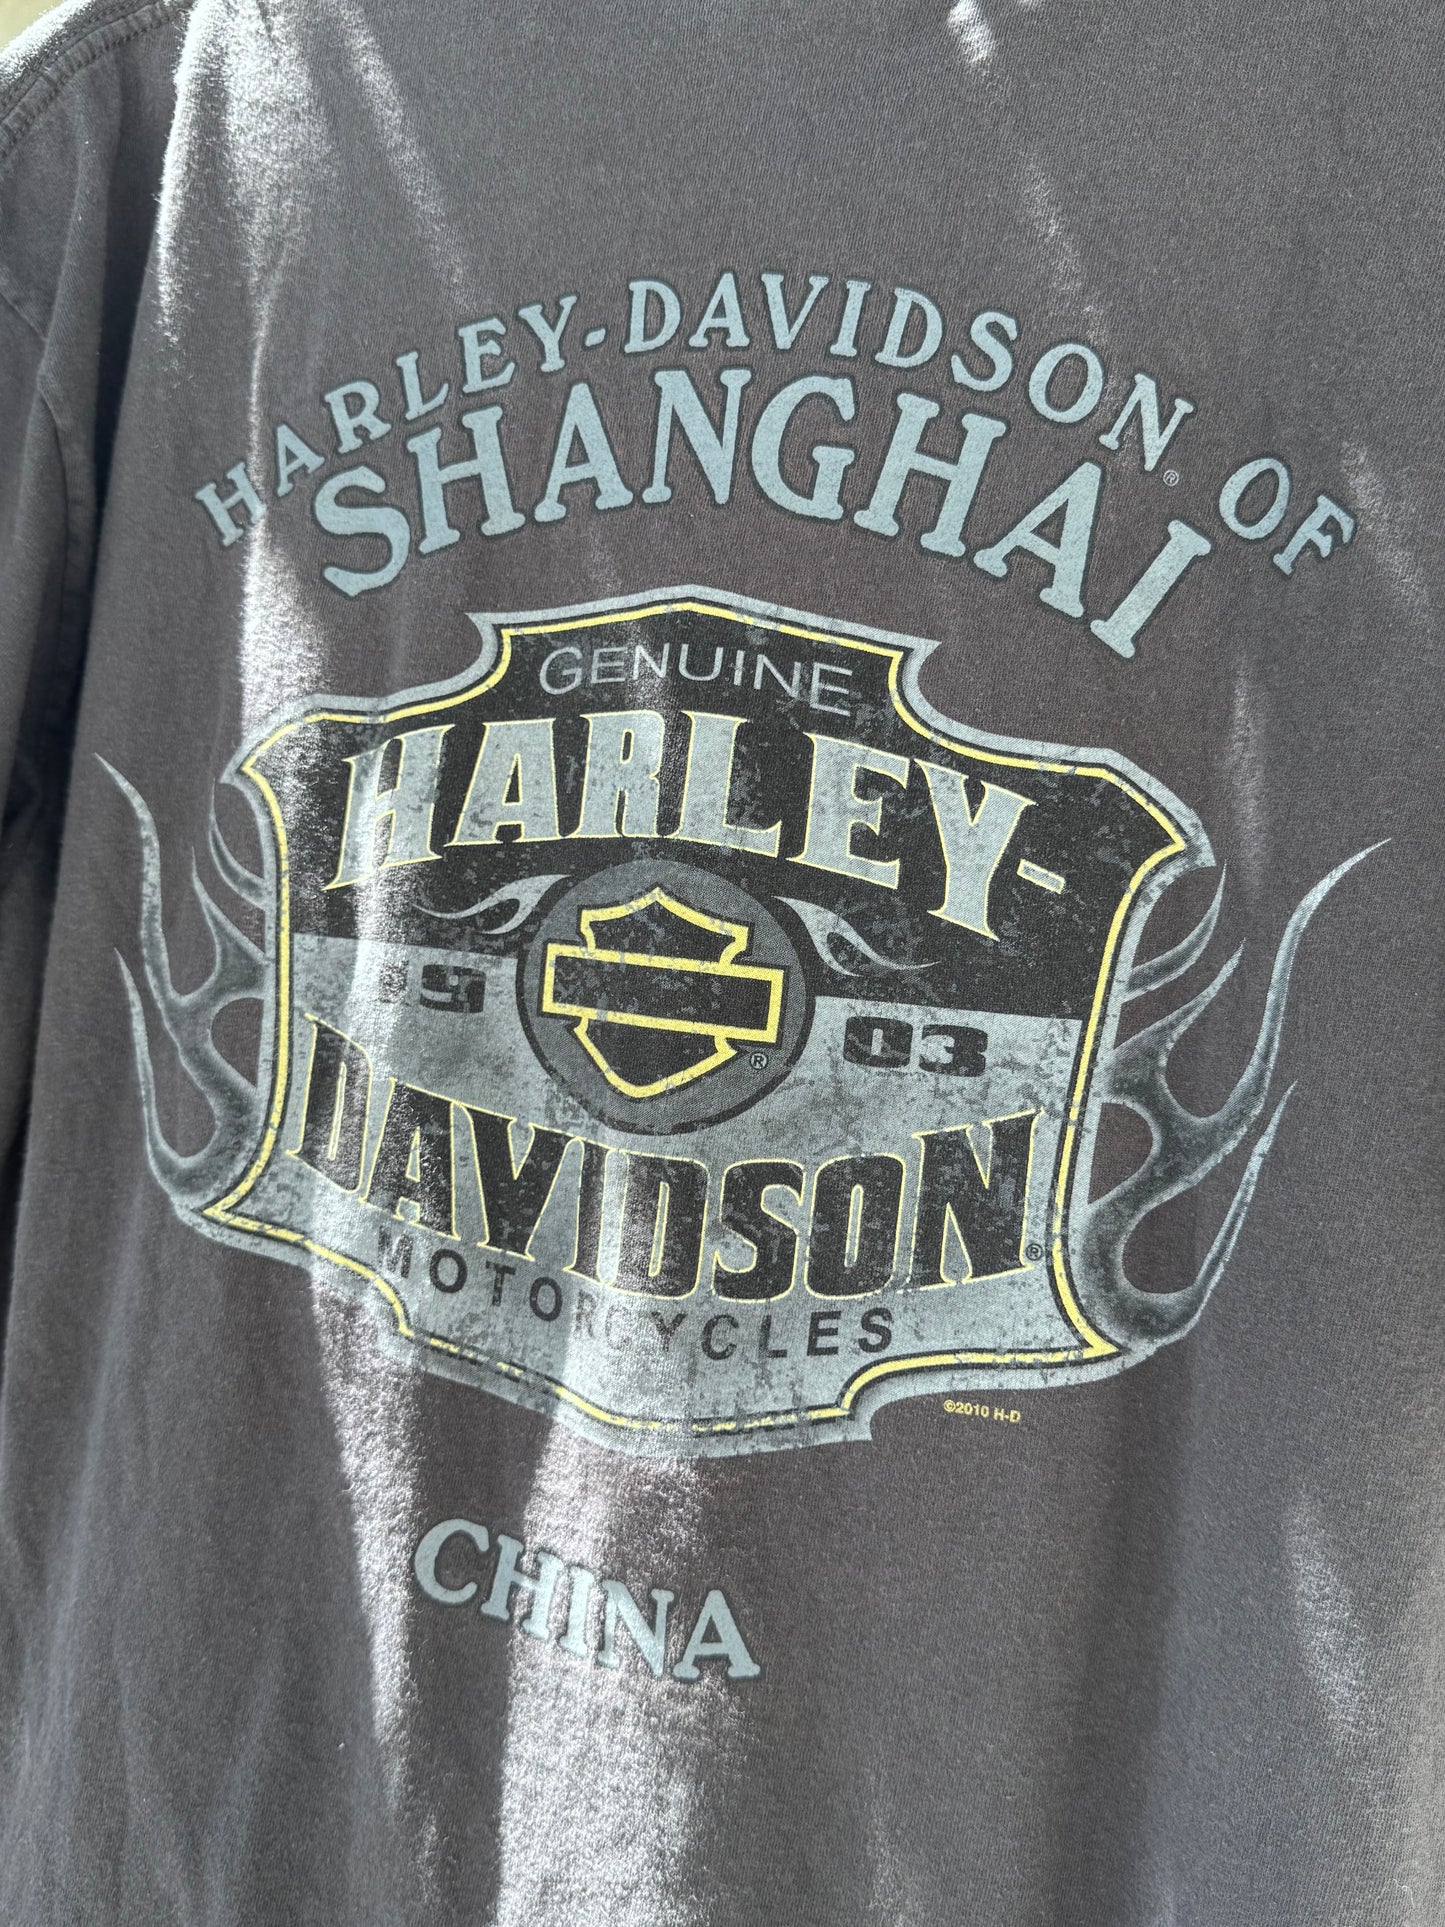 HARLEY-DAVIDSON® OF
SHANGHAI
GENUINE
HARLEY-
19 03
®
DAVIDSON®
MOTORCYCLES
©2010 H-D
CHINA